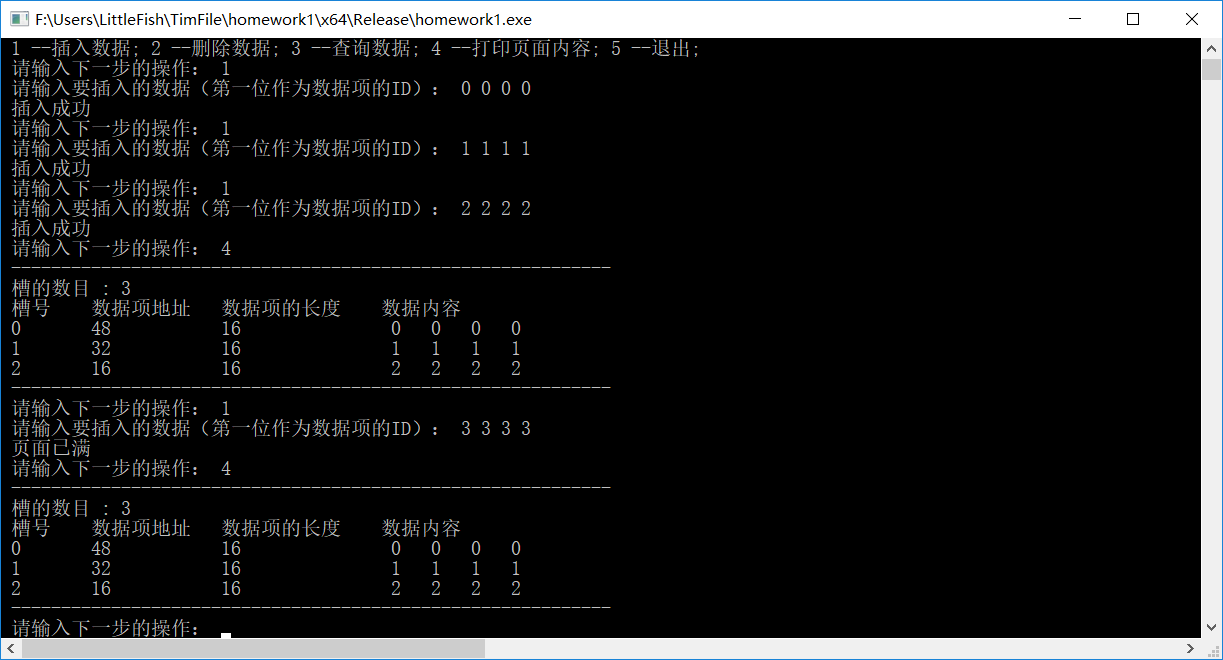 F:\Users\LittleFish\TimFile\homework1\x64\Release\homework1.exe
1 --插入数据; 2 --删除数据; 3 --查询数据; 4 --打印页面内容; 5 --退出;
请输入下一步的操作: 1
请输入要插入的数据（第一位作为数据项的ID）: 0 0 0 0
插入成功
请输入下一步的操作: 1
请输入要插入的数据（第一位作为数据项的ID）: 1 1 1 1
插入成功
请输入下一步的操作: 1
请输入要插入的数据（第一位作为数据项的ID）: 2 2 2 2
插入成功
请输入下一步的操作: 4
------------------------------------------------------------
槽的数目 : 3
槽号 数据项地址 数据项的长度 数据内容
0 48 16 0 0 0 0
1 32 16 1 1 1 1
2 16 16 2 2 2 2
------------------------------------------------------------
请输入下一步的操作: 1
请输入要插入的数据（第一位作为数据项的ID）: 3 3 3 3
页面已满
请输入下一步的操作: 4
------------------------------------------------------------
槽的数目 : 3
槽号 数据项地址 数据项的长度 数据内容
0 48 16 0 0 0 0
1 32 16 1 1 1 1
2 16 16 2 2 2 2
------------------------------------------------------------
请输入下一步的操作: